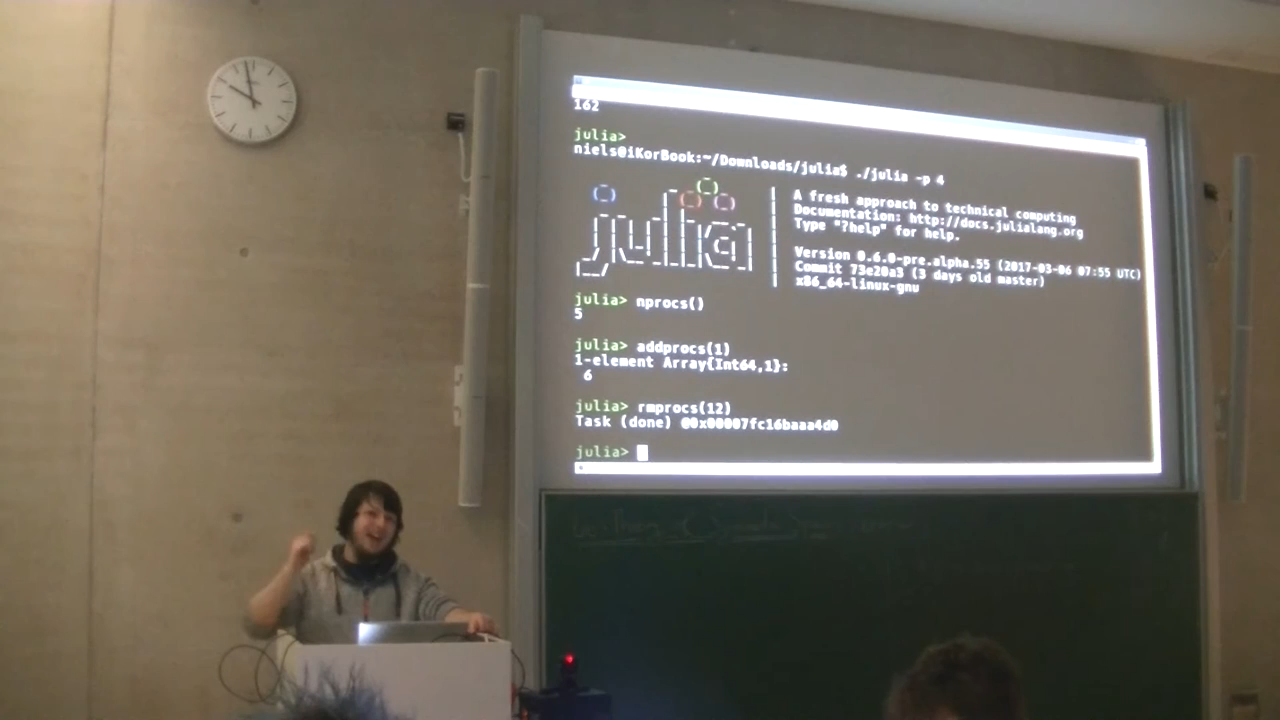 162
julia>
niels@iKorBook:~/Downloads/julia$ ./julia -p 4
A fresh approach to technical computing
Documentation: http://docs.julialang.org
Type "?help" for help.
julia
Version 0.6.0-pre.alpha.55 (2017-03-06 07:55 UTC)
Commit 73e20a3 (3 days old master)
x86_64-linux-gnu
julia> nprocs()
5
julia> addprocs(1)
1-element Array{Int64,1}:
6
julia> rmprocs(12)
Task (done) @0x00007fc16baaa4d0
julia>